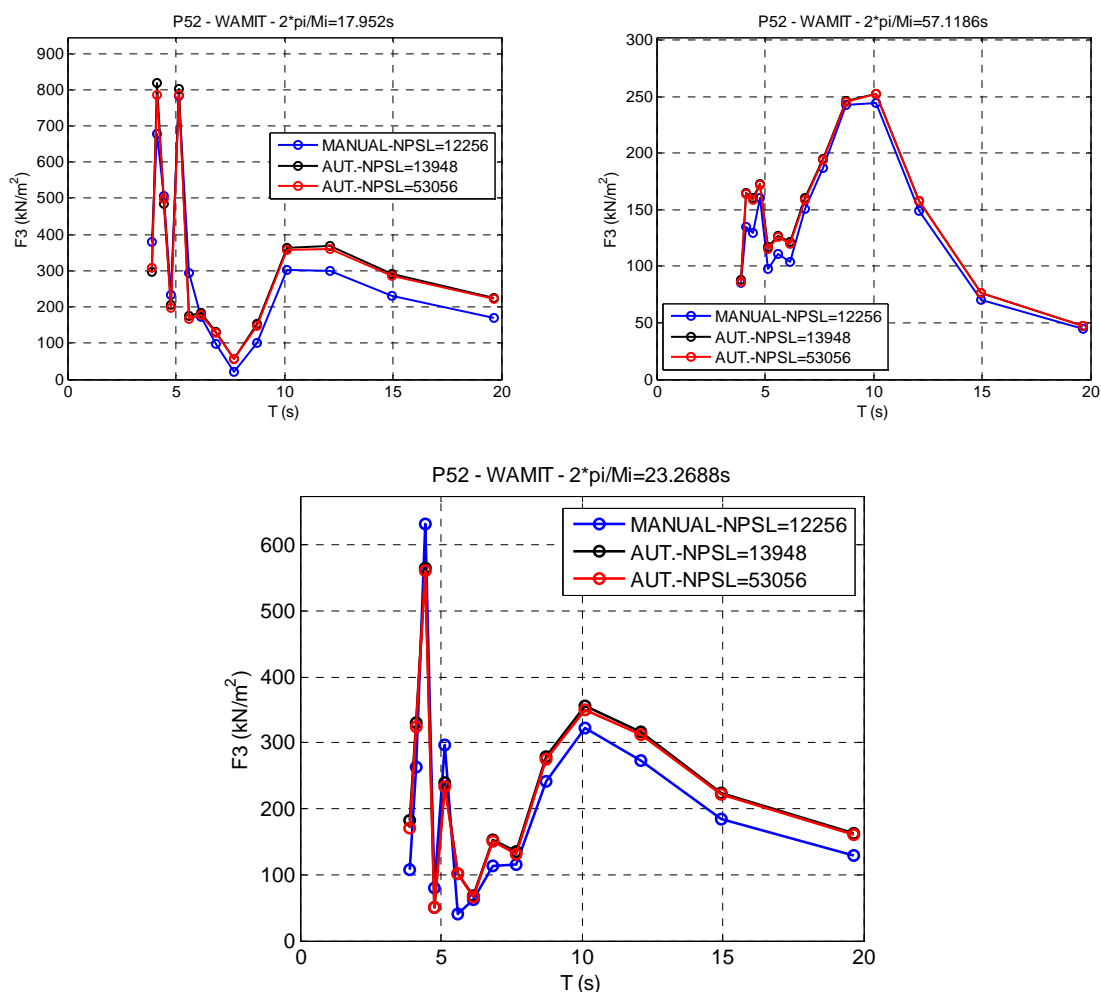 P52 - WAMIT - 2*pi/Mi=17.952s
900
800
700
600
500
400
300
200
100
0
F3 (kN/m²)
MANUAL-NPSL=12256
AUT.-NPSL=13948
AUT.-NPSL=53056
0 5 10 15 20
T (s)
P52 - WAMIT - 2*pi/Mi=57.1186s
300
250
200
150
100
50
0
F3 (kN/m²)
MANUAL-NPSL=12256
AUT.-NPSL=13948
AUT.-NPSL=53056
0 5 10 15 20
T (s)
P52 - WAMIT - 2*pi/Mi=23.2688s
600
500
400
300
200
100
0
F3 (kN/m²)
MANUAL-NPSL=12256
AUT.-NPSL=13948
AUT.-NPSL=53056
0 5 10 15 20
T (s)